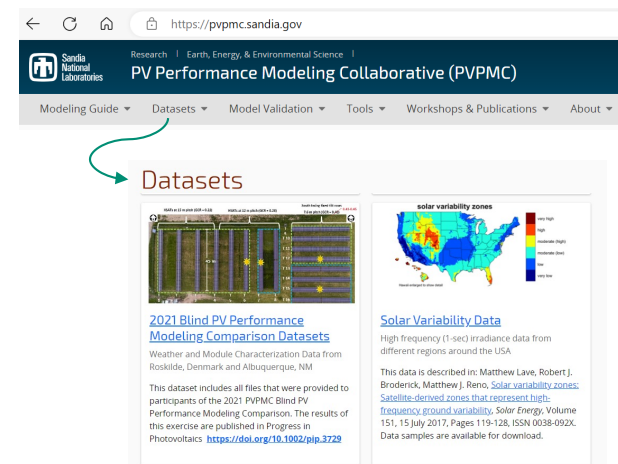 https://pvpmc.sandia.gov
Sandia
National
Laboratories
Research | Earth, Energy, & Environmental Science |
PV Performance Modeling Collaborative (PVPMC)
Modeling Guide Datasets Model Validation Tools Workshops & Publications About
Datasets
solar variability zones
very high
high
moderate (high)
moderate (low)
low
very low
Hawaii enlarged to show detail
2021 Blind PV Performance
Modeling Comparison Datasets
Weather and Module Characterization Data from
Roskilde, Denmark and Albuquerque, NM
This dataset includes all files that were provided to
participants of the 2021 PVPMC Blind PV
Performance Modeling Comparison. The results of
this exercise are published in Progress in
Photovoltaics https://doi.org/10.1002/pip.3729
Solar Variability Data
High frequency (1-sec) irradiance data from
different regions around the USA
This data is described in: Matthew Lave, Robert J.
Broderick, Matthew J. Reno, Solar variability zones:
Satellite-derived zones that represent high-
frequency ground variability, Solar Energy, Volume
151, 15 July 2017, Pages 119-128, ISSN 0038-092X.
Data samples are available for download.